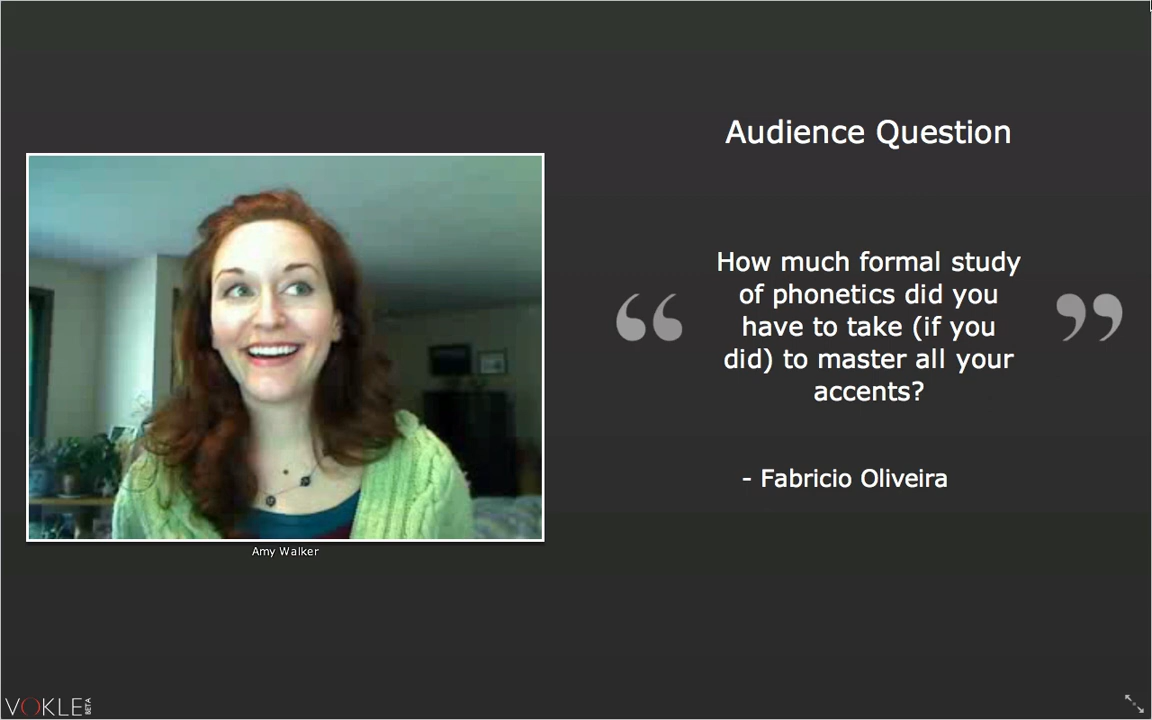 Audience Question
How much formal study
of phonetics did you
have to take (if you
did) to master all your
accents?
- Fabricio Oliveira
Amy Walker
VOKLE BETA